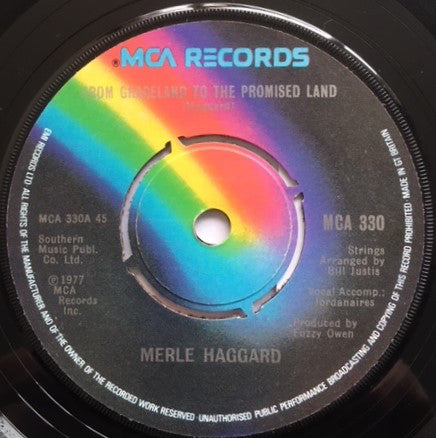 MCA RECORDS
FROM GRACELAND TO THE PROMISED LAND
(Haggard)
MCA 330A 45
MCA 330
Southern
Music Publ.
Co. Ltd.
℗ 1977
MCA
Records
Inc.
Strings
Arranged by
Bill Justis
Vocal Accomp.:
Jordanaires
Produced by
Fuzzy Owen
MERLE HAGGARD
EMI RECORDS LTD. ALL RIGHTS OF THE MANUFACTURER AND OF THE OWNER OF THE RECORDED WORK RESERVED · UNAUTHORISED PUBLIC PERFORMANCE BROADCASTING AND COPYING OF THIS RECORD PROHIBITED MADE IN GT BRITAIN